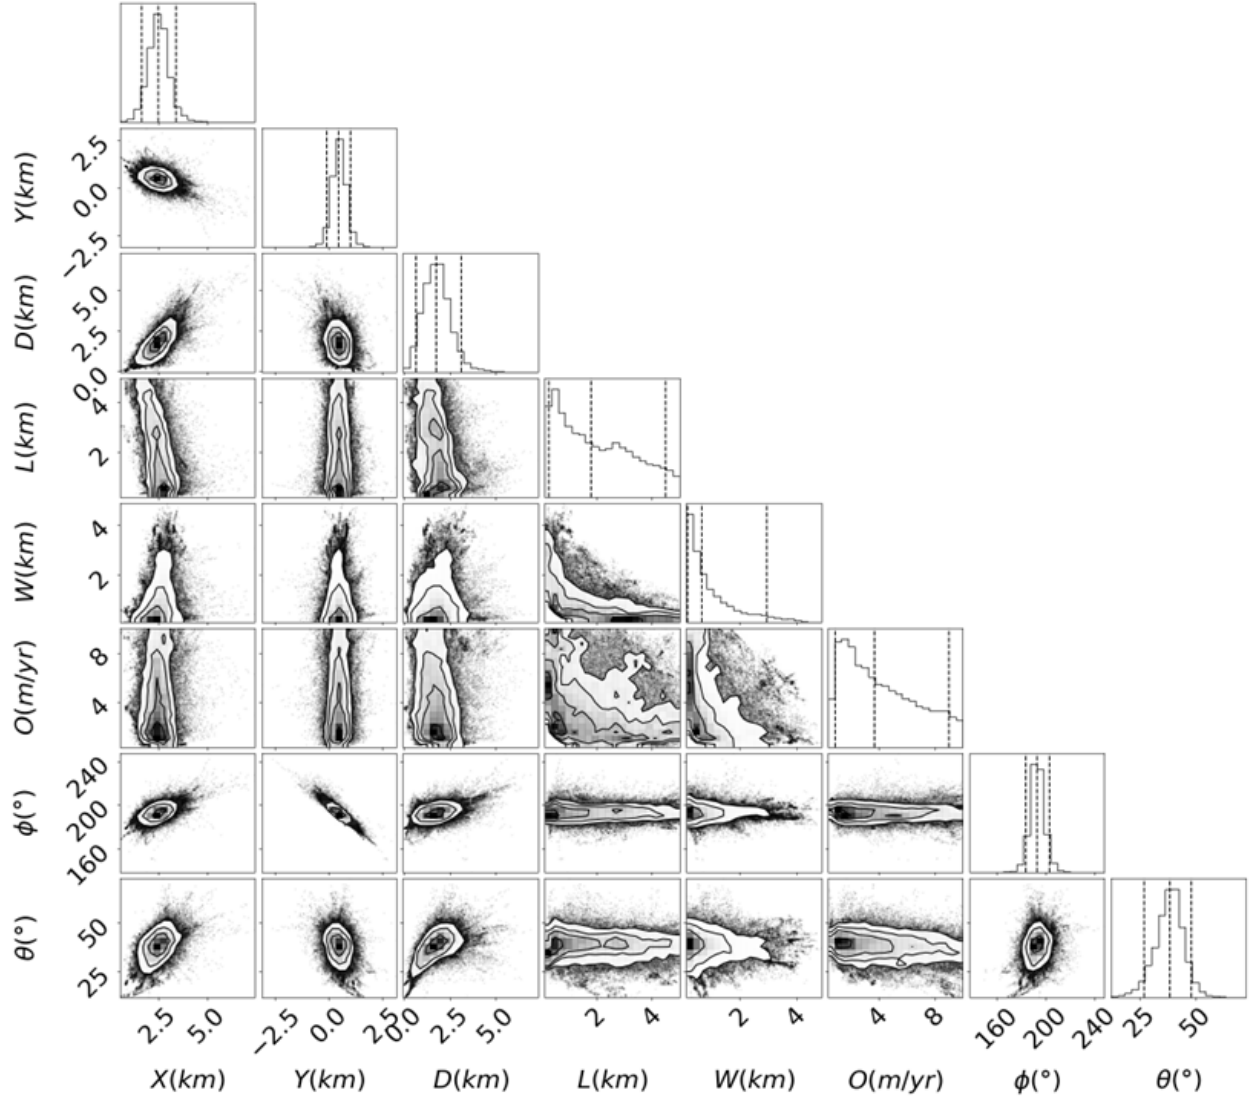 Y(km)
2.5
0.0
−2.5
D(km)
5.0
2.5
0.0
L(km)
4
2
W(km)
4
2
O(m/yr)
8
4
ϕ(°)
240
200
160
θ(°)
50
25
2.5 5.0 −2.5 0.0 2.5 0.0 2.5 5.0 2 4 2 4 4 8 160 200 240 25 50
X(km) Y(km) D(km) L(km) W(km) O(m/yr) ϕ(°) θ(°)